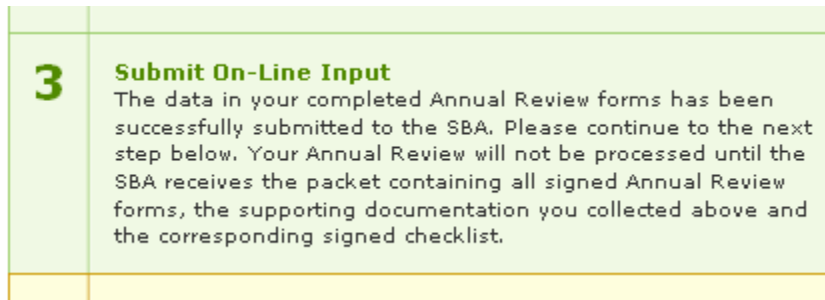 3
Submit On-Line Input
The data in your completed Annual Review forms has been
successfully submitted to the SBA. Please continue to the next
step below. Your Annual Review will not be processed until the
SBA receives the packet containing all signed Annual Review
forms, the supporting documentation you collected above and
the corresponding signed checklist.